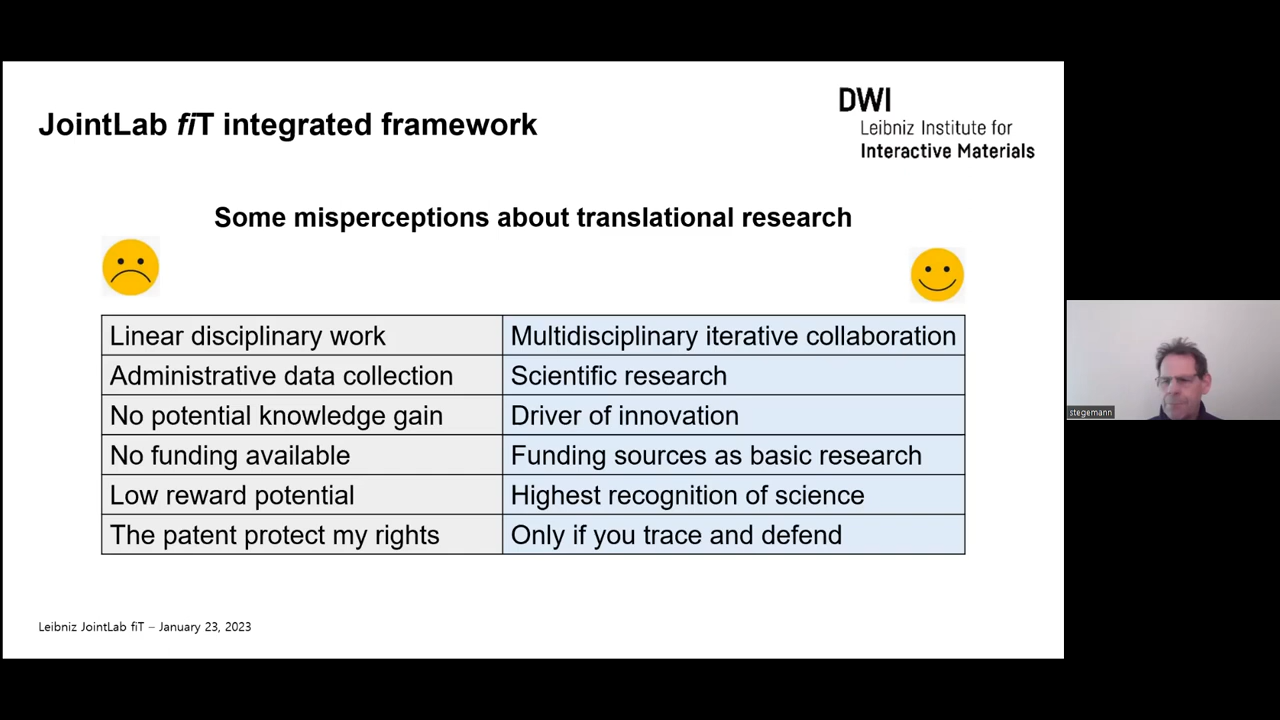 DWI
Leibniz Institute for
Interactive Materials
JointLab fiT integrated framework
Some misperceptions about translational research
Linear disciplinary work
Multidisciplinary iterative collaboration
Administrative data collection
Scientific research
No potential knowledge gain
Driver of innovation
No funding available
Funding sources as basic research
Low reward potential
Highest recognition of science
The patent protect my rights
Only if you trace and defend
stegemann
Leibniz JointLab fiT – January 23, 2023